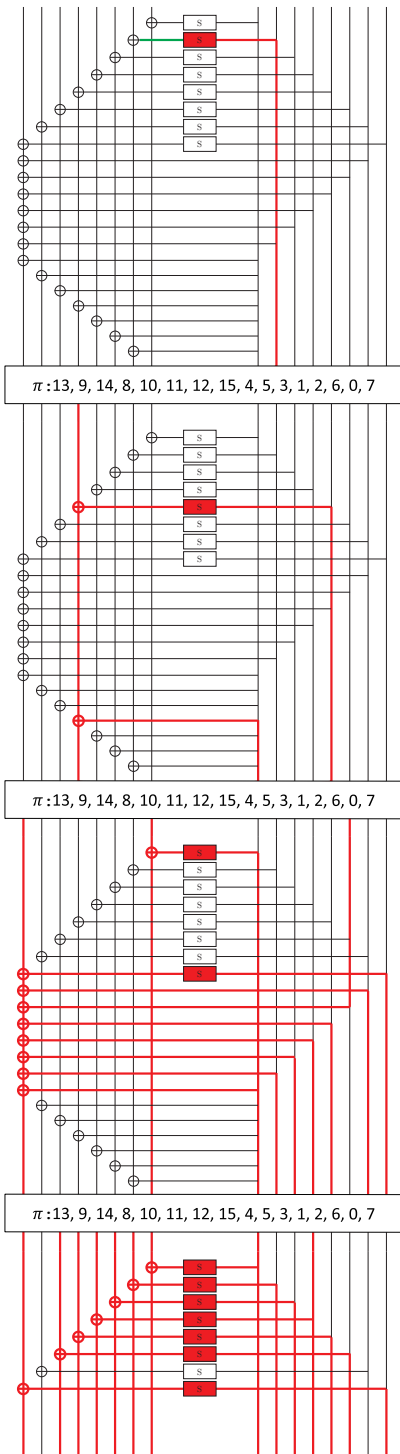 S
S
S
S
S
S
S
S
π :13, 9, 14, 8, 10, 11, 12, 15, 4, 5, 3, 1, 2, 6, 0, 7
S
S
S
S
S
S
S
S
π :13, 9, 14, 8, 10, 11, 12, 15, 4, 5, 3, 1, 2, 6, 0, 7
S
S
S
S
S
S
S
S
π :13, 9, 14, 8, 10, 11, 12, 15, 4, 5, 3, 1, 2, 6, 0, 7
S
S
S
S
S
S
S
S